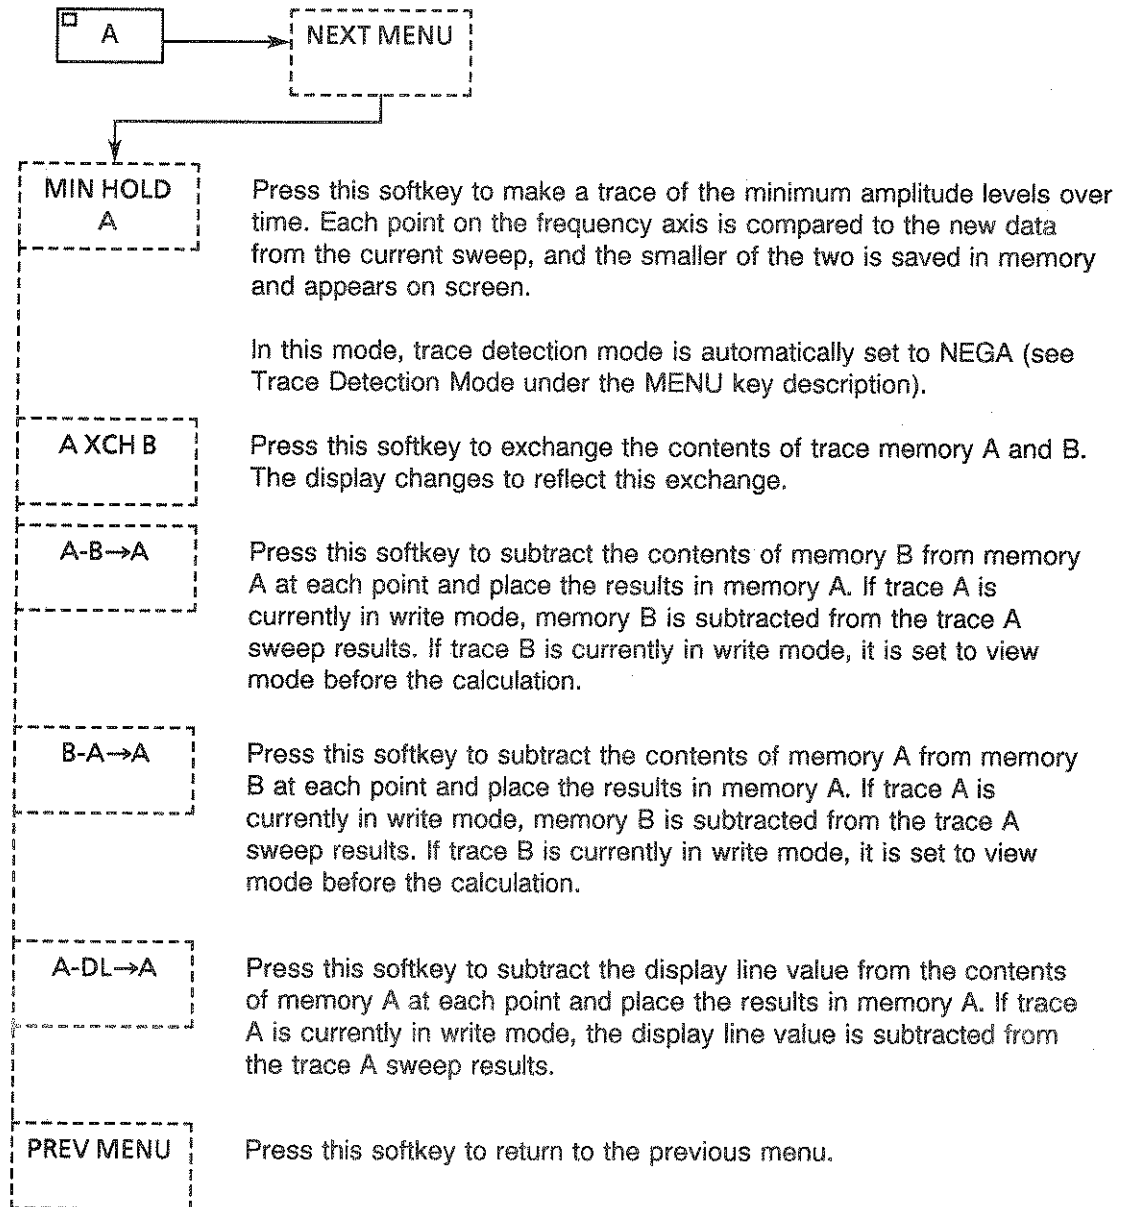 A
NEXT MENU
MIN HOLD
A
Press this softkey to make a trace of the minimum amplitude levels over
time. Each point on the frequency axis is compared to the new data
from the current sweep, and the smaller of the two is saved in memory
and appears on screen.
In this mode, trace detection mode is automatically set to NEGA (see
Trace Detection Mode under the MENU key description).
A XCH B
Press this softkey to exchange the contents of trace memory A and B.
The display changes to reflect this exchange.
A-B→A
Press this softkey to subtract the contents of memory B from memory
A at each point and place the results in memory A. If trace A is
currently in write mode, memory B is subtracted from the trace A
sweep results. If trace B is currently in write mode, it is set to view
mode before the calculation.
B-A→A
Press this softkey to subtract the contents of memory A from memory
B at each point and place the results in memory A. If trace A is
currently in write mode, memory B is subtracted from the trace A
sweep results. If trace B is currently in write mode, it is set to view
mode before the calculation.
A-DL→A
Press this softkey to subtract the display line value from the contents
of memory A at each point and place the results in memory A. If trace
A is currently in write mode, the display line value is subtracted from
the trace A sweep results.
PREV MENU
Press this softkey to return to the previous menu.